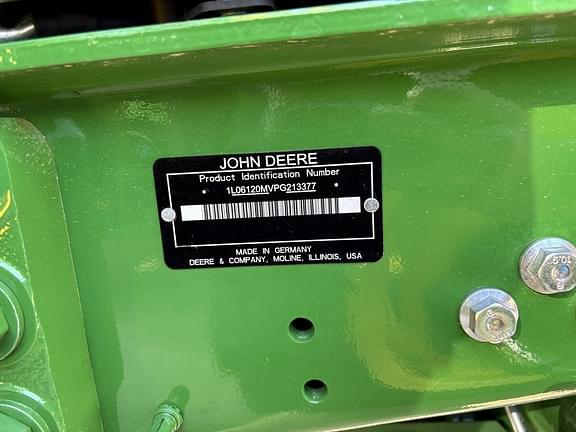 JOHN DEERE
Product Identification Number
1L06120MVPG213377
MADE IN GERMANY
DEERE & COMPANY, MOLINE, ILLINOIS, USA